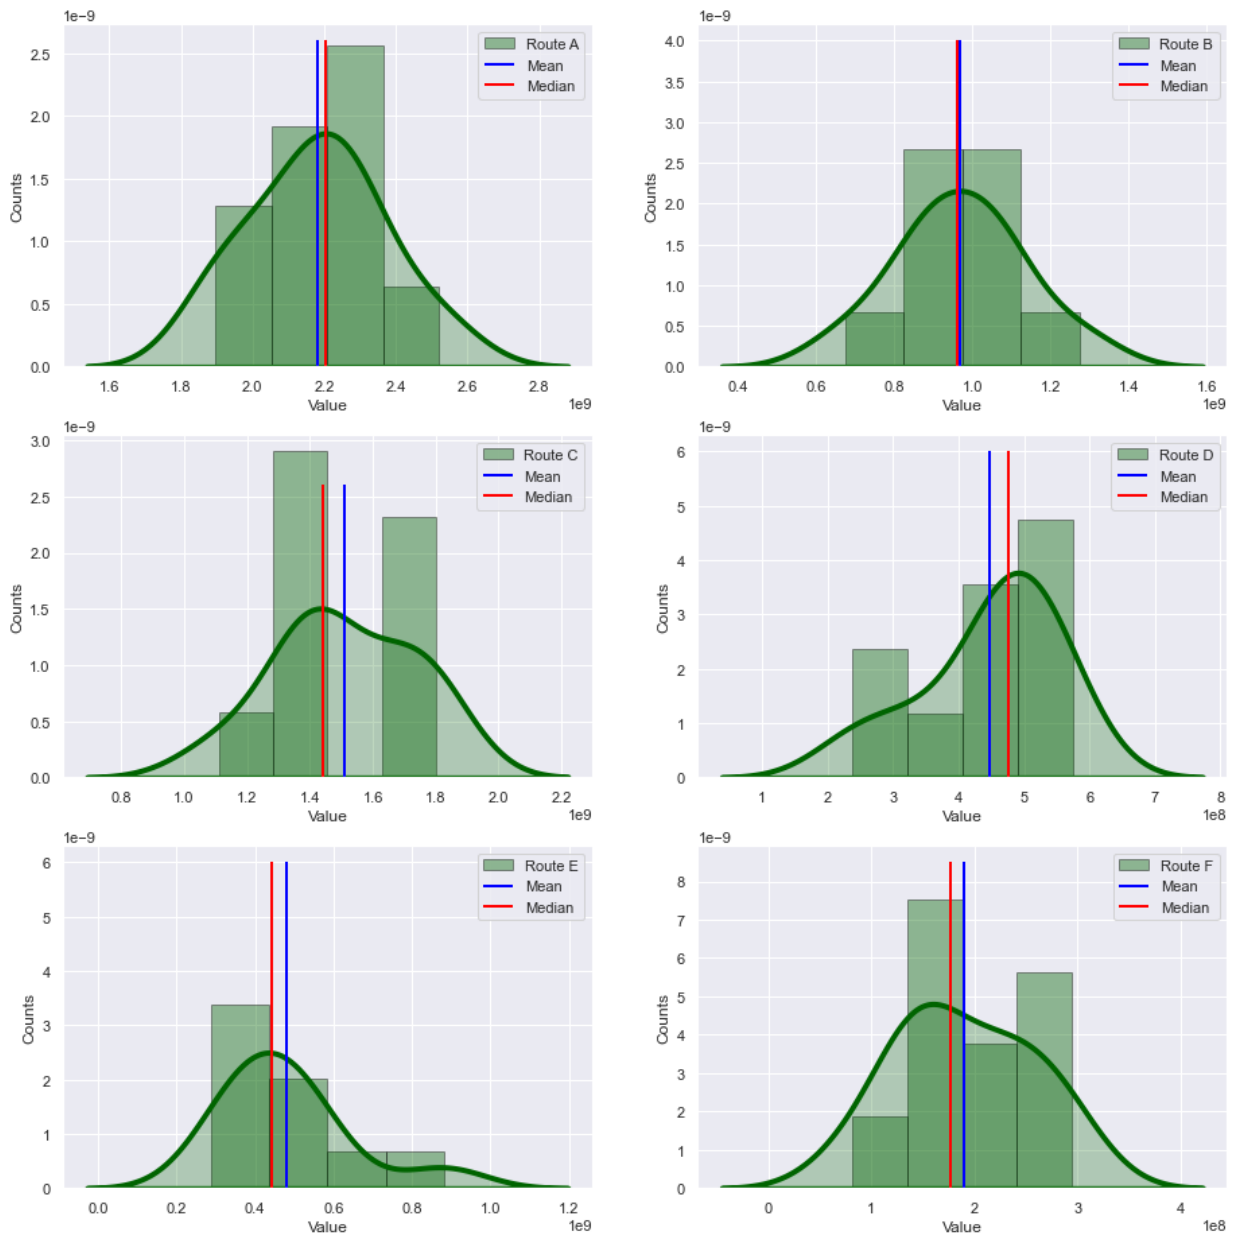 1e−9
2.5
2.0
1.5
1.0
0.5
0.0
Counts
Route A
Mean
Median
1.6 1.8 2.0 2.2 2.4 2.6 2.8
Value
1e9
1e−9
4.0
3.5
3.0
2.5
2.0
1.5
1.0
0.5
0.0
Counts
Route B
Mean
Median
0.4 0.6 0.8 1.0 1.2 1.4 1.6
Value
1e9
1e−9
3.0
2.5
2.0
1.5
1.0
0.5
0.0
Counts
Route C
Mean
Median
0.8 1.0 1.2 1.4 1.6 1.8 2.0 2.2
Value
1e9
1e−9
6
5
4
3
2
1
0
Counts
Route D
Mean
Median
1 2 3 4 5 6 7 8
Value
1e8
1e−9
6
5
4
3
2
1
0
Counts
Route E
Mean
Median
0.0 0.2 0.4 0.6 0.8 1.0 1.2
Value
1e9
1e−9
8
7
6
5
4
3
2
1
0
Counts
Route F
Mean
Median
0 1 2 3 4
Value
1e8